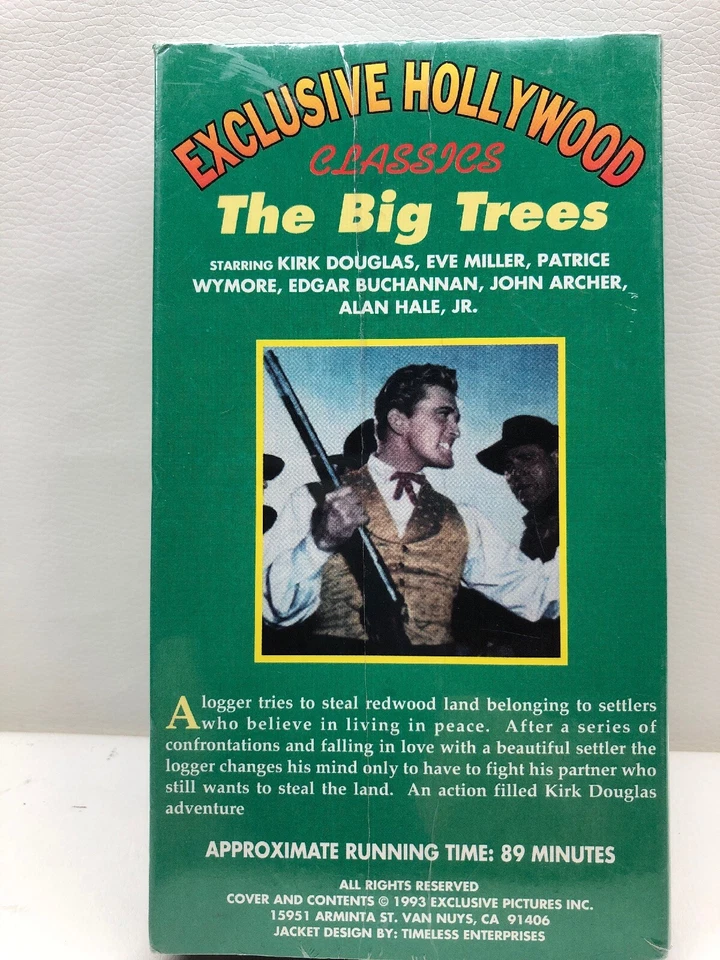 EXCLUSIVE HOLLYWOOD
CLASSICS
The Big Trees
STARRING KIRK DOUGLAS, EVE MILLER, PATRICE
WYMORE, EDGAR BUCHANNAN, JOHN ARCHER,
ALAN HALE, JR.
A logger tries to steal redwood land belonging to settlers
who believe in living in peace. After a series of
confrontations and falling in love with a beautiful settler the
logger changes his mind only to have to fight his partner who
still wants to steal the land. An action filled Kirk Douglas
adventure
APPROXIMATE RUNNING TIME: 89 MINUTES
ALL RIGHTS RESERVED
COVER AND CONTENTS © 1993 EXCLUSIVE PICTURES INC.
15951 ARMINTA ST. VAN NUYS, CA 91406
JACKET DESIGN BY: TIMELESS ENTERPRISES